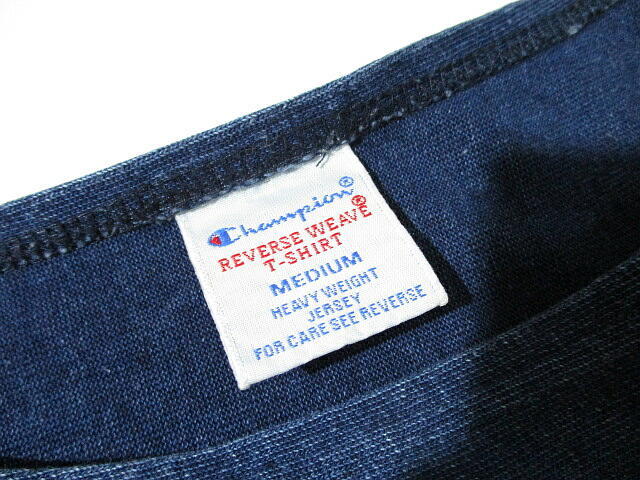 Champion®
REVERSE WEAVE®
T-SHIRT
MEDIUM
HEAVY WEIGHT
JERSEY
FOR CARE SEE REVERSE